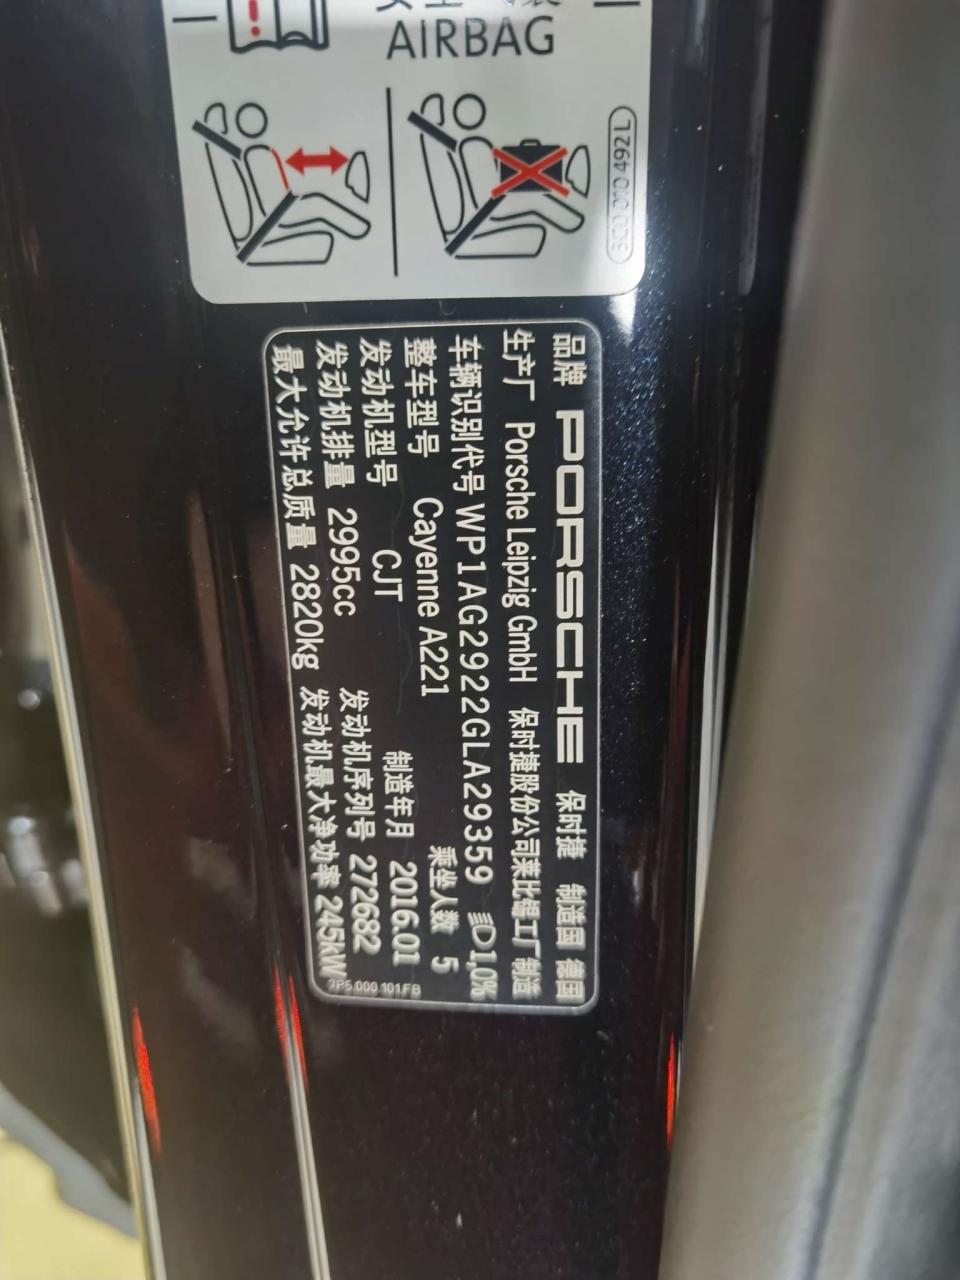 AIRBAG
3CD 010 492 L
品牌 PORSCHE 保时捷 制造国 德国
生产厂 Porsche Leipzig GmbH 保时捷股份公司莱比锡工厂 制造
车辆识别代号 WP1AG2922GLA29359 1,0%
整车型号 Cayenne A221 乘坐人数 5
发动机型号 CJT 制造年月 2016.01
发动机排量 2995cc 发动机序列号 272682
最大允许总质量 2820kg 发动机最大净功率 245kW
7P5.000.101.FB